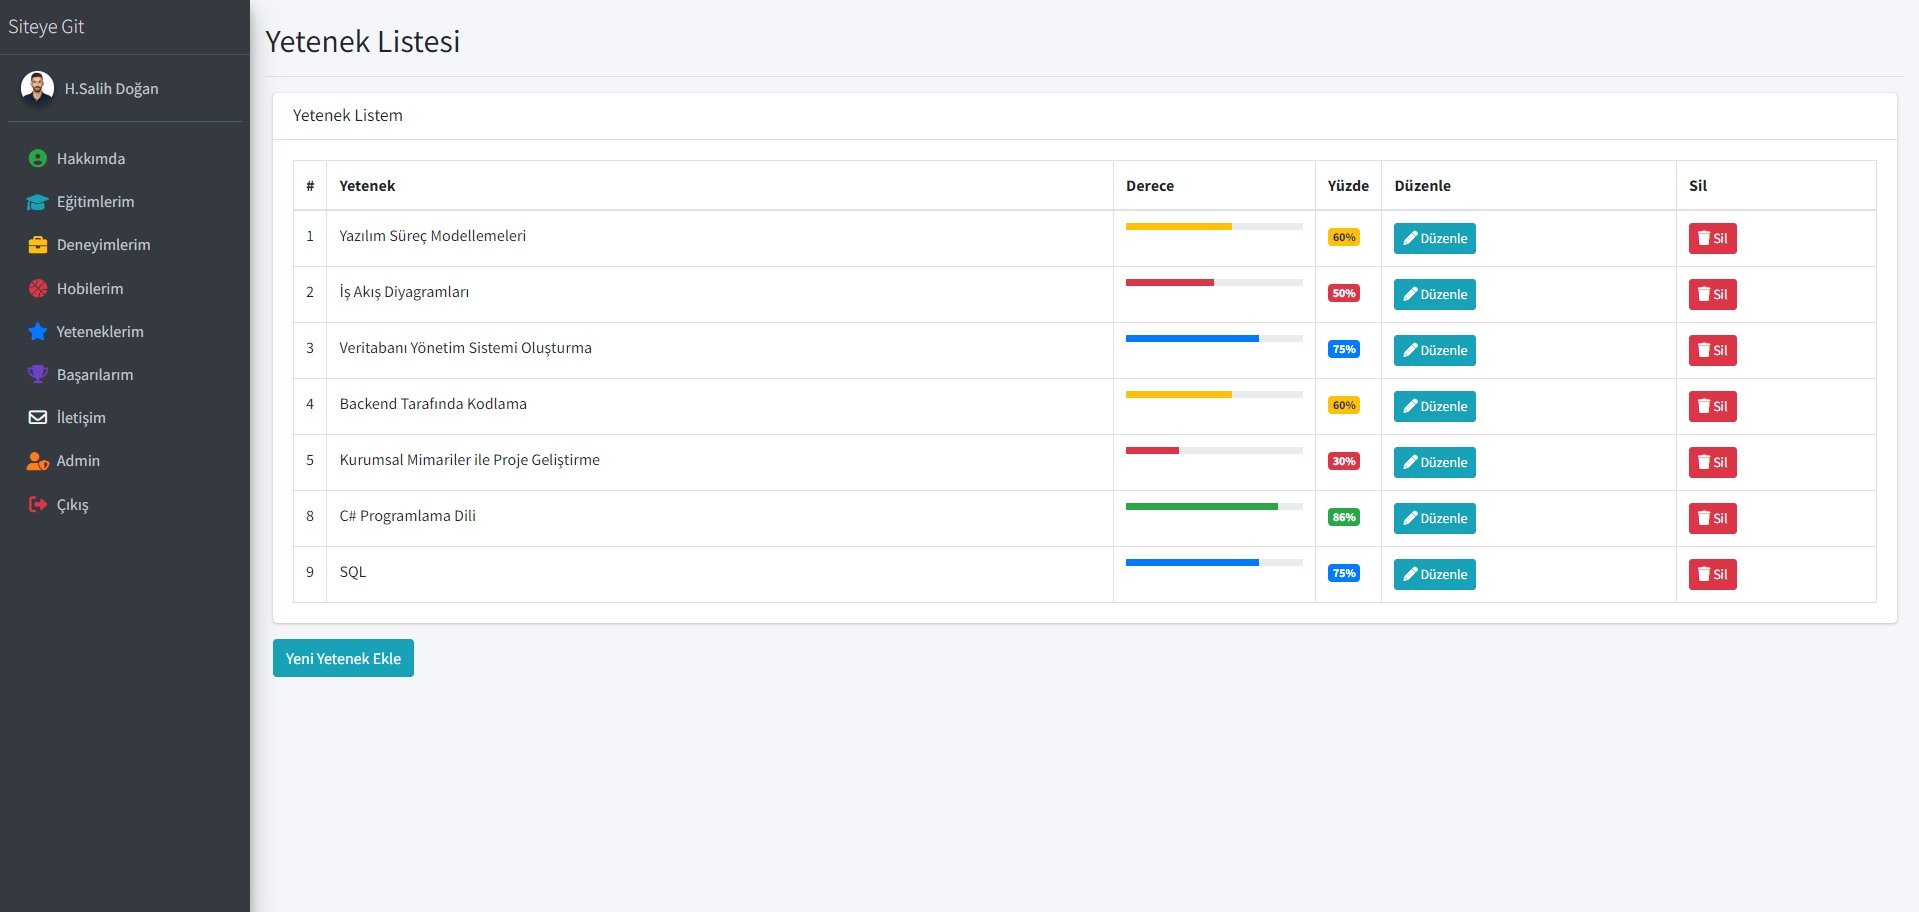 Siteye Git
H.Salih Doğan
Hakkımda
Eğitimlerim
Deneyimlerim
Hobilerim
Yeteneklerim
Başarılarım
İletişim
Admin
Çıkış
Yetenek Listesi
Yetenek Listem
# Yetenek Derece Yüzde Düzenle Sil
1 Yazılım Süreç Modellemeleri 60% Düzenle Sil
2 İş Akış Diyagramları 50% Düzenle Sil
3 Veritabanı Yönetim Sistemi Oluşturma 75% Düzenle Sil
4 Backend Tarafında Kodlama 60% Düzenle Sil
5 Kurumsal Mimariler ile Proje Geliştirme 30% Düzenle Sil
8 C# Programlama Dili 86% Düzenle Sil
9 SQL 75% Düzenle Sil
Yeni Yetenek Ekle